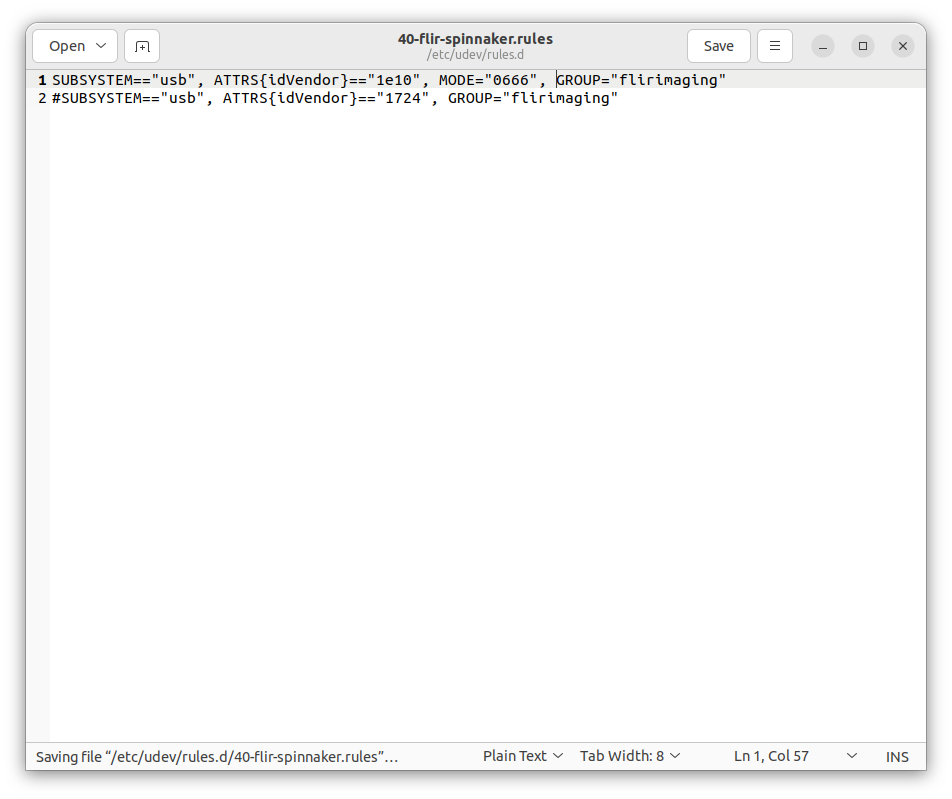 Open
40-flir-spinnaker.rules
/etc/udev/rules.d
Save
1 SUBSYSTEM=="usb", ATTRS{idVendor}=="1e10", MODE="0666", GROUP="flirimaging"
2 #SUBSYSTEM=="usb", ATTRS{idVendor}=="1724", GROUP="flirimaging"
Saving file “/etc/udev/rules.d/40-flir-spinnaker.rules”… Plain Text Tab Width: 8 Ln 1, Col 57 INS